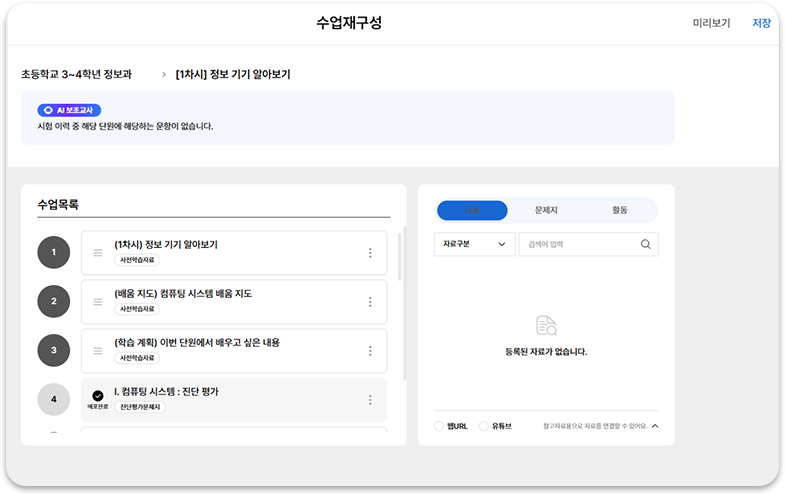 수업재구성
미리보기
저장
초등학교 3~4학년 정보과 > [1차시] 정보 기기 알아보기
AI 보조교사
시험 이력 중 해당 단원에 해당하는 문항이 없습니다.
수업목록
1
(1차시) 정보 기기 알아보기
사전학습자료
2
(배움 지도) 컴퓨팅 시스템 배움 지도
사전학습자료
3
(학습 계획) 이번 단원에서 배우고 싶은 내용
사전학습자료
4
배포완료
I. 컴퓨팅 시스템 : 진단 평가
진단평가문제지
문제지
활동
자료구분
검색어 입력
등록된 자료가 없습니다.
웹URL
유튜브
참고자료용으로 자료를 연결할 수 있어요.